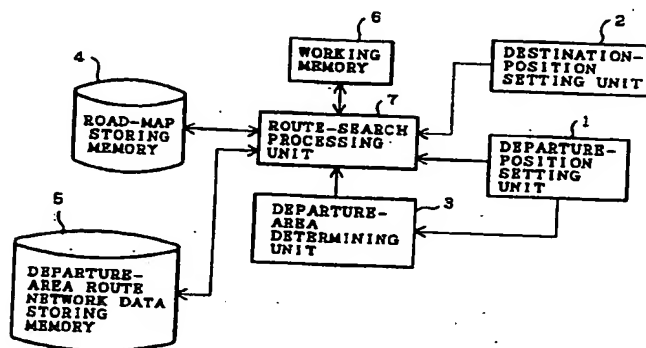 6
WORKING
MEMORY
2
DESTINATION-
POSITION
SETTING UNIT
4
ROAD-MAP
STORING
MEMORY
7
ROUTE-SEARCH
PROCESSING
UNIT
1
DEPARTURE-
POSITION
SETTING
UNIT
3
DEPARTURE-
AREA
DETERMINING
UNIT
5
DEPARTURE-
AREA ROUTE
NETWORK DATA
STORING
MEMORY